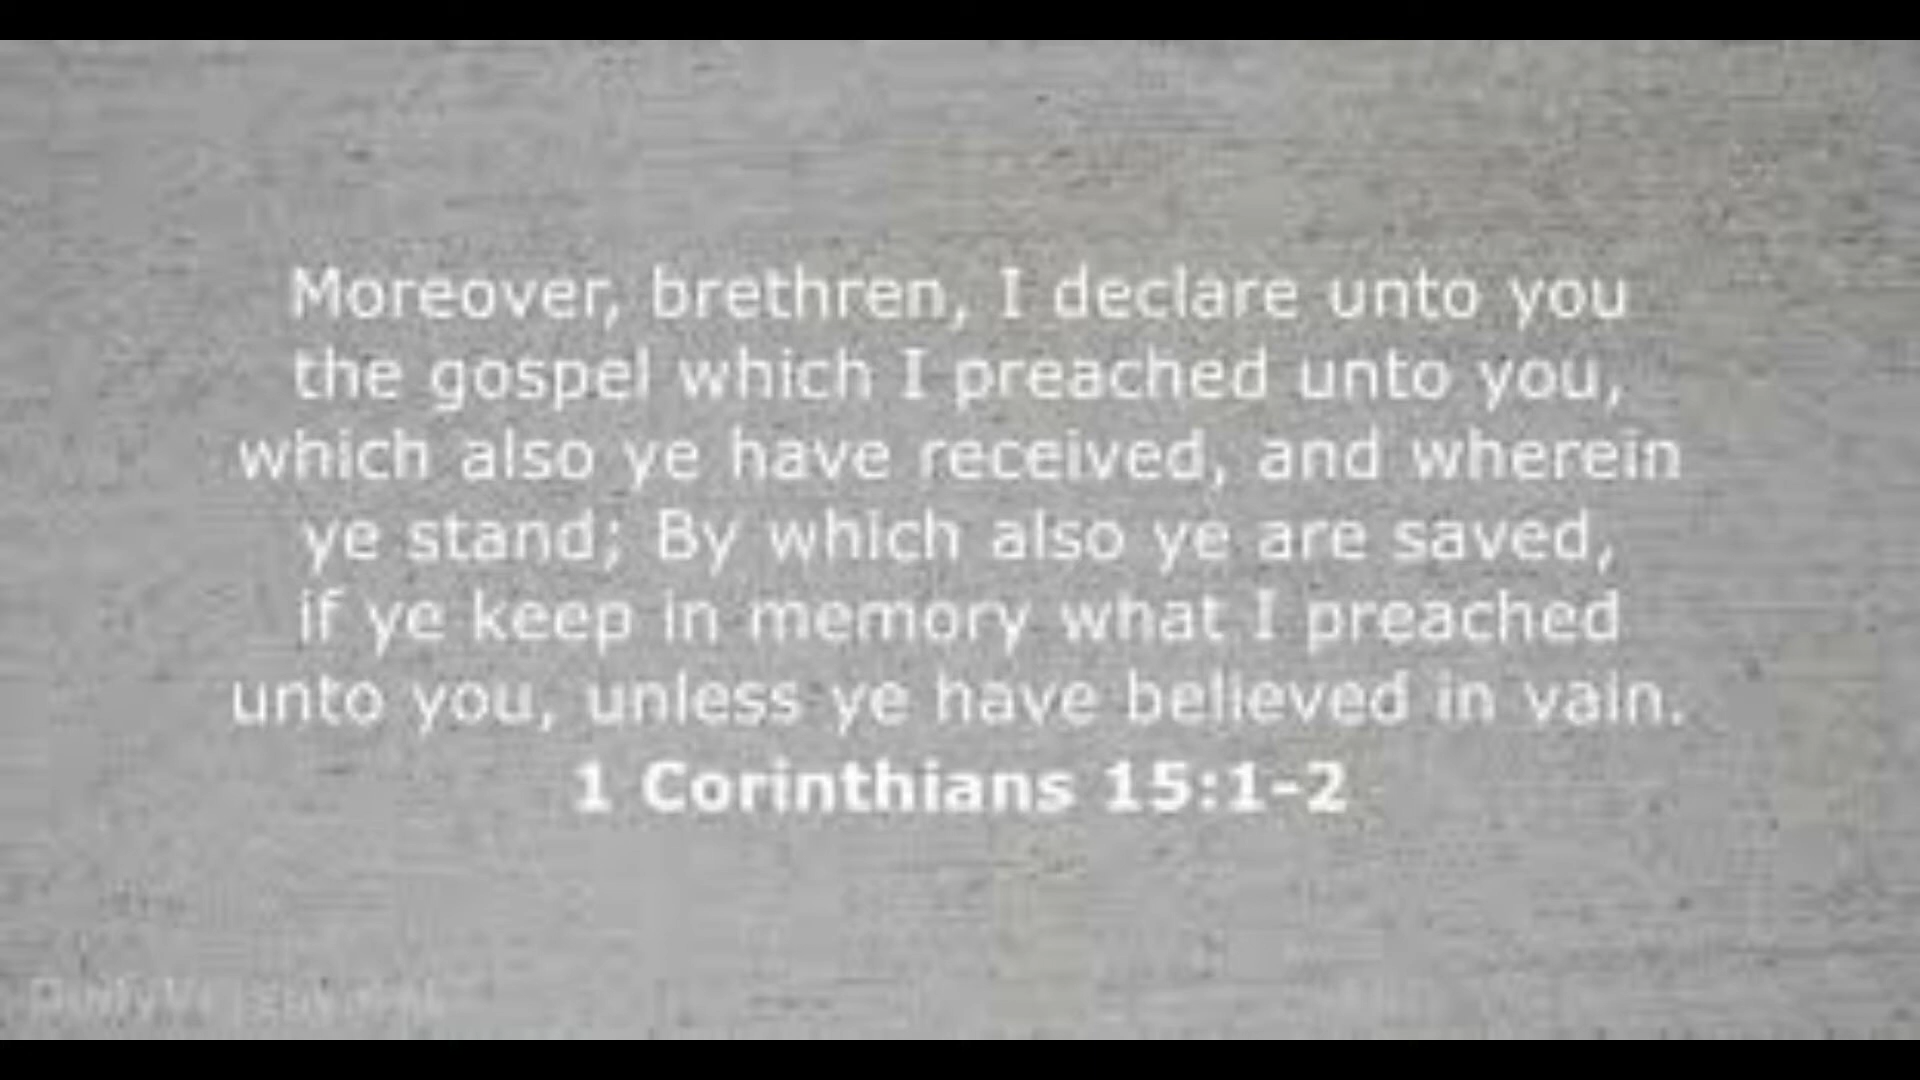 Moreover, brethren, I declare unto you
the gospel which I preached unto you,
which also ye have received, and wherein
ye stand; By which also ye are saved,
if ye keep in memory what I preached
unto you, unless ye have believed in vain.
1 Corinthians 15:1-2